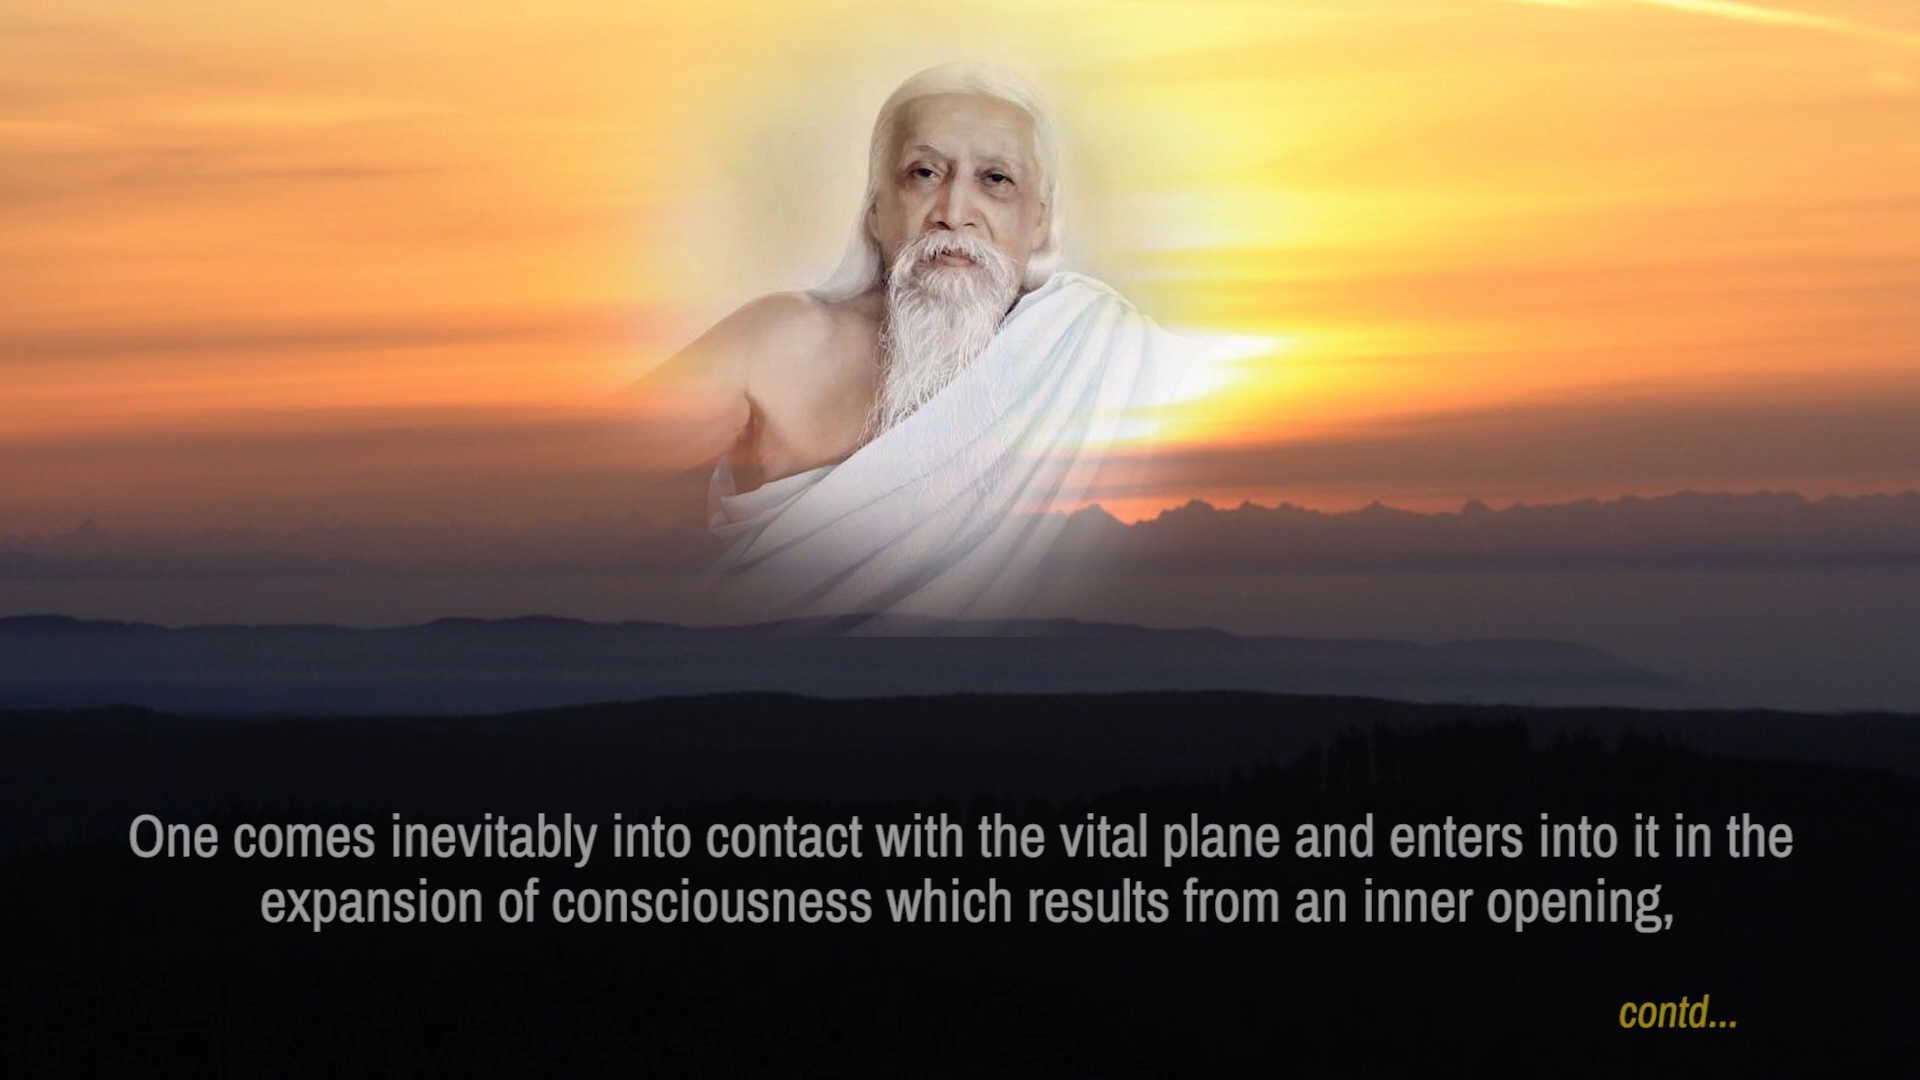 One comes inevitably into contact with the vital plane and enters into it in the
expansion of consciousness which results from an inner opening,
contd...